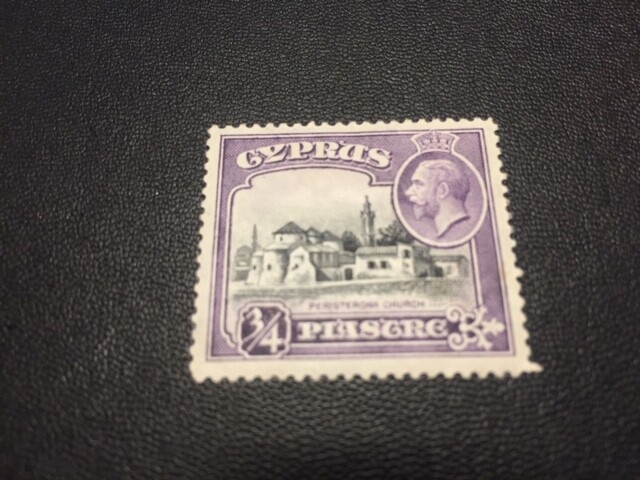 CYPRUS
PERISTERONA CHURCH
3/4 PIASTRE